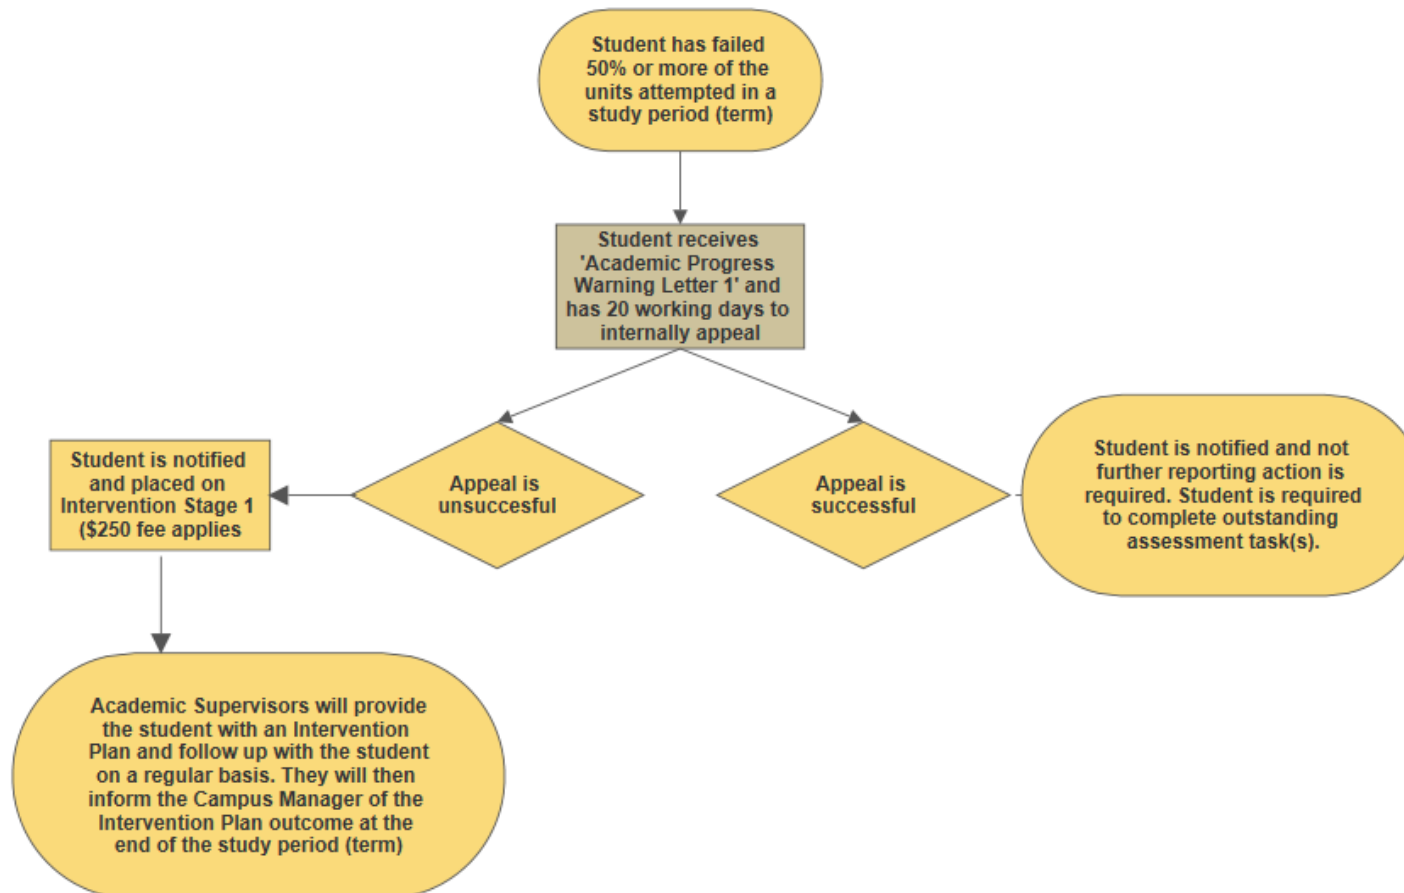 Student has failed
50% or more of the
units attempted in a
study period (term)
Student receives
'Academic Progress
Warning Letter 1' and
has 20 working days to
internally appeal
Student is notified
and placed on
Intervention Stage 1
($250 fee applies
Appeal is
unsuccesful
Appeal is
successful
Student is notified and not
further reporting action is
required. Student is required
to complete outstanding
assessment task(s).
Academic Supervisors will provide
the student with an Intervention
Plan and follow up with the student
on a regular basis. They will then
inform the Campus Manager of the
Intervention Plan outcome at the
end of the study period (term)